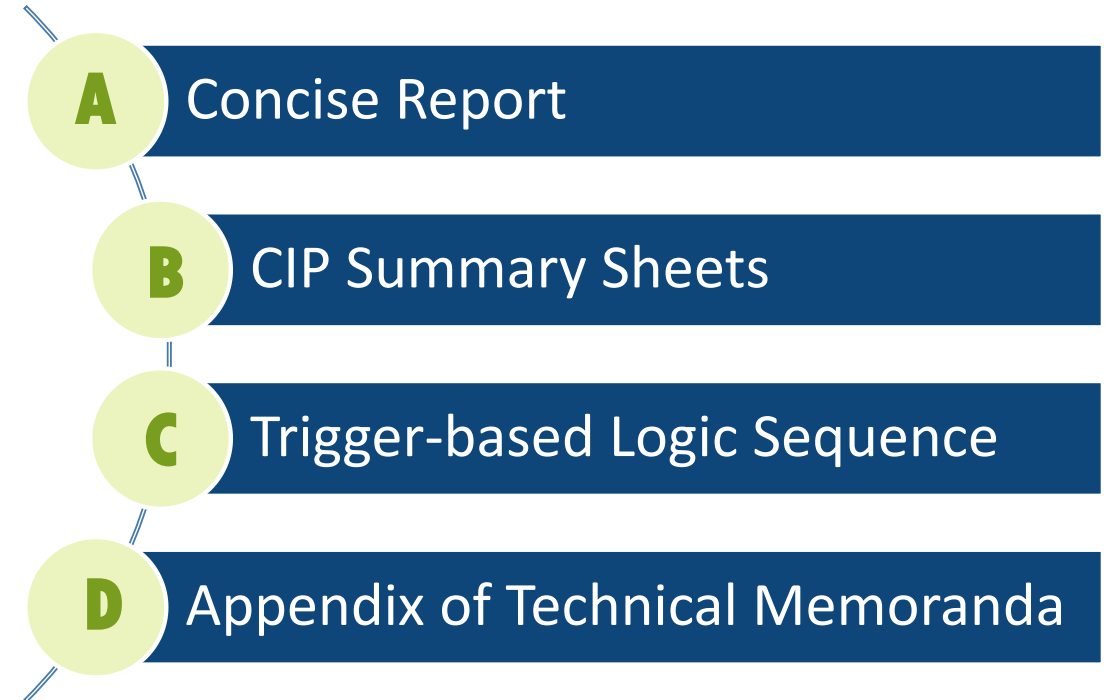 A Concise Report
B CIP Summary Sheets
C Trigger-based Logic Sequence
D Appendix of Technical Memoranda